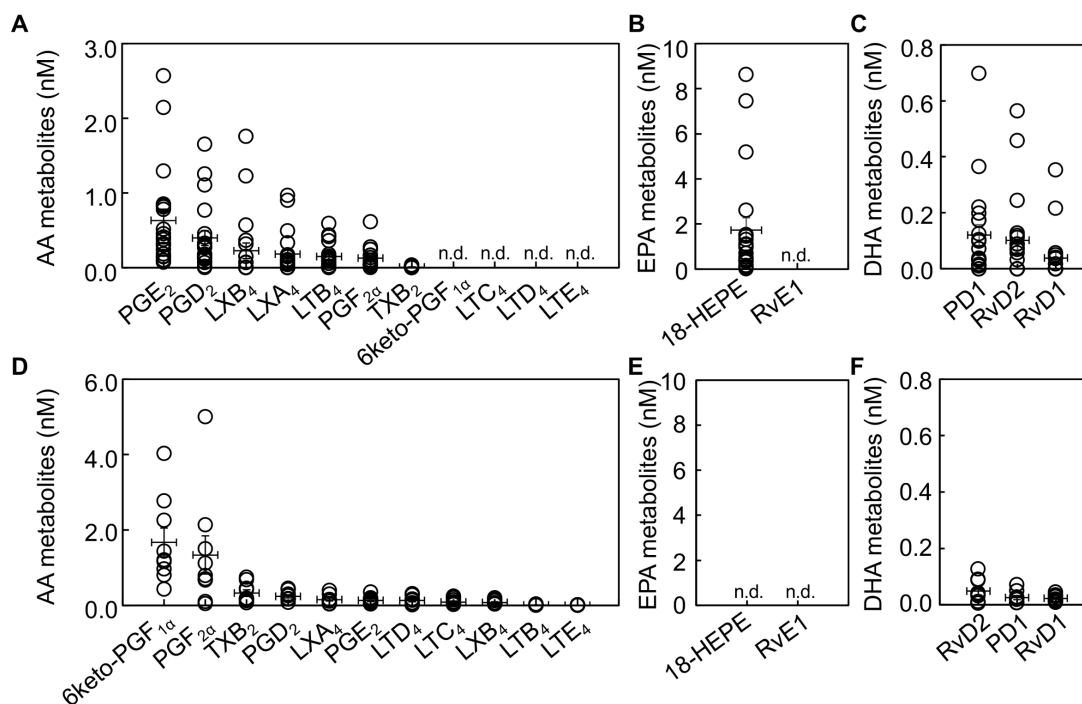 A
AA metabolites (nM)
3.0
2.0
1.0
0.0
n.d. n.d. n.d. n.d.
PGE2 PGD2 LXB4 LXA4 LTB4 PGF2α TXB2 6keto-PGF1α LTC4 LTD4 LTE4
B
EPA metabolites (nM)
10
8
6
4
2
0
n.d.
18-HEPE RvE1
C
DHA metabolites (nM)
0.8
0.6
0.4
0.2
0.0
PD1 RvD2 RvD1
D
AA metabolites (nM)
6.0
4.0
2.0
0.0
6keto-PGF1α PGF2α TXB2 PGD2 LXA4 PGE2 LTD4 LTC4 LXB4 LTB4 LTE4
E
EPA metabolites (nM)
10
8
6
4
2
0
n.d. n.d.
18-HEPE RvE1
F
DHA metabolites (nM)
0.8
0.6
0.4
0.2
0.0
RvD2 PD1 RvD1